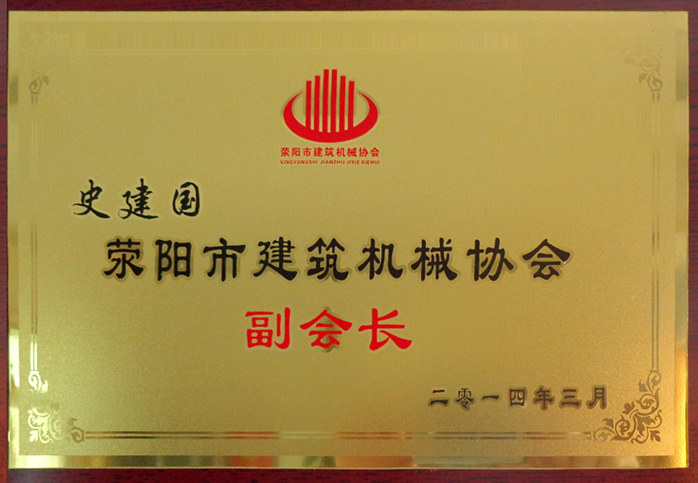 荥阳市建筑机械协会
XINGYANGSHI JIANZHU JIXIE XIEHUI
史建国
荥阳市建筑机械协会
副会长
二零一四年三月